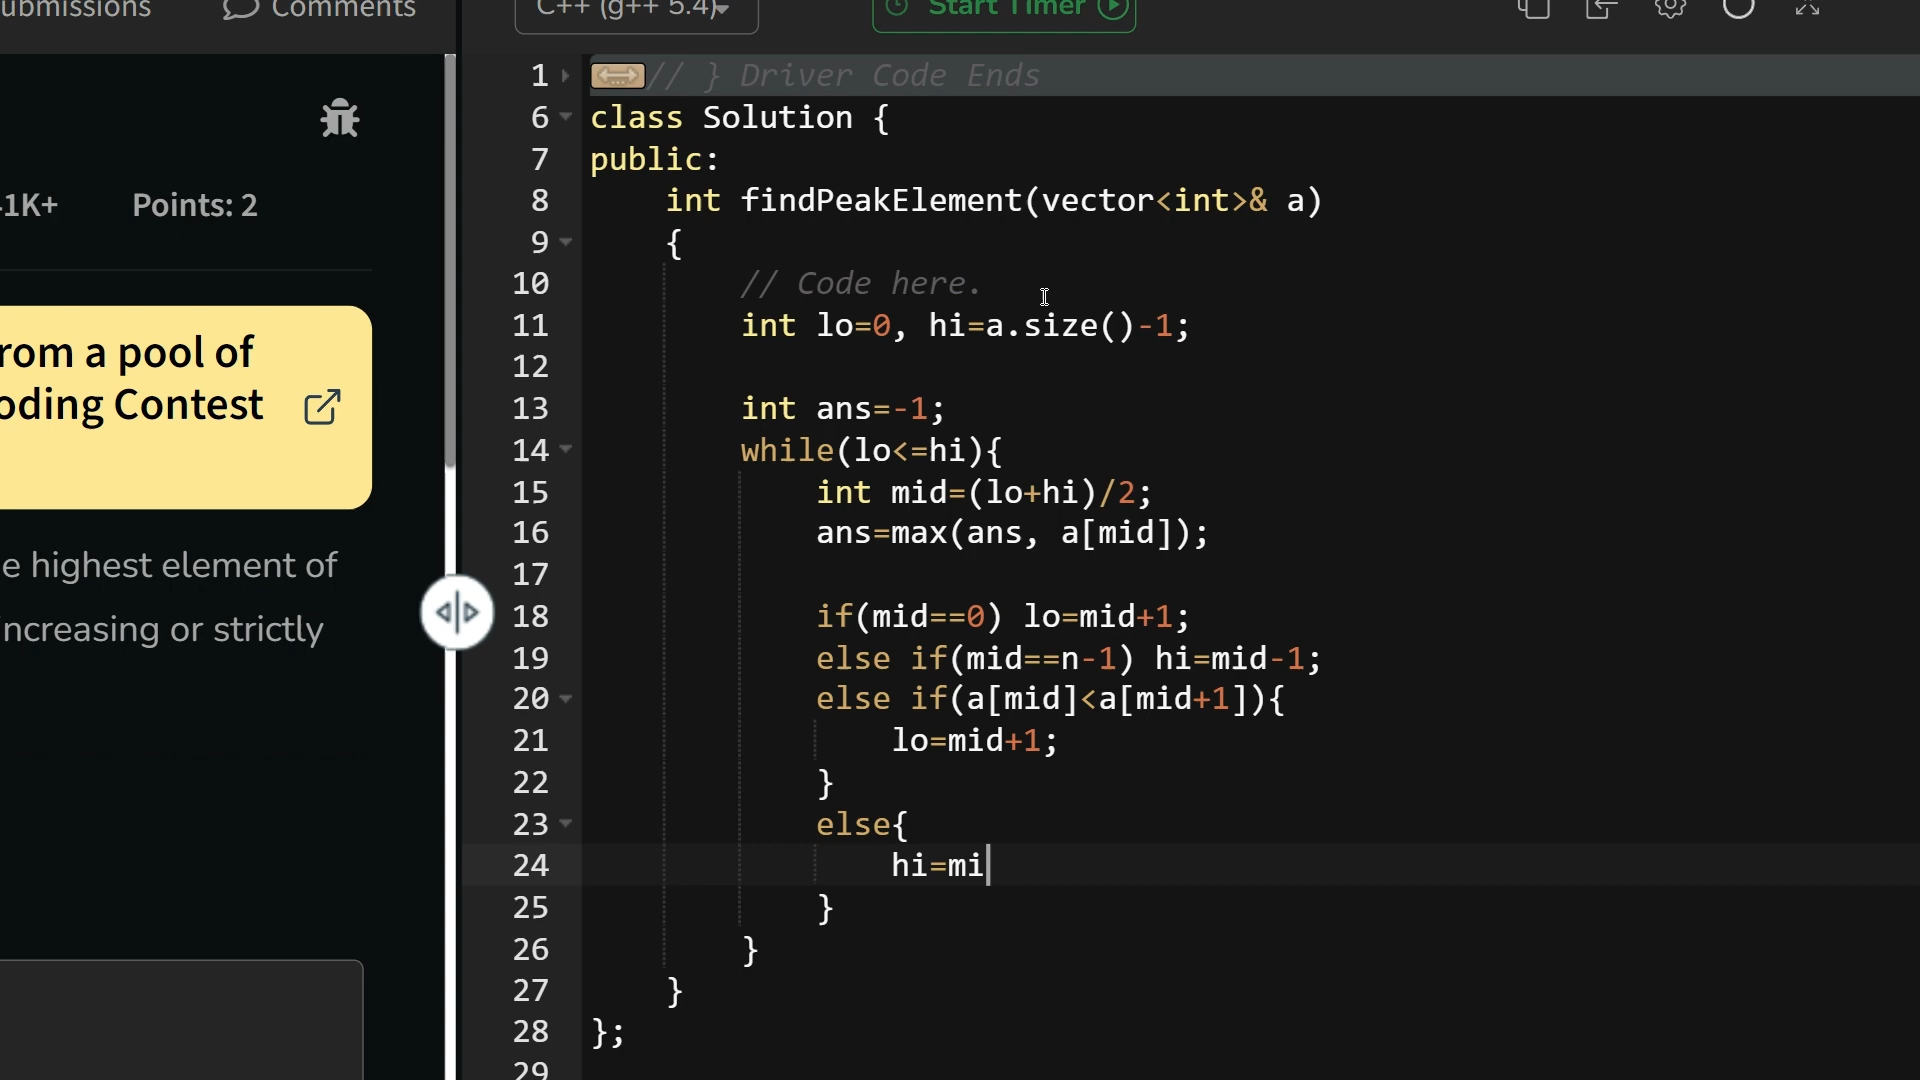 ubmissions
Comments
C++ (g++ 5.4)
Start Timer
1K+
Points: 2
rom a pool of
oding Contest
e highest element of
ncreasing or strictly
1 // } Driver Code Ends
6 class Solution {
7 public:
8 int findPeakElement(vector<int>& a)
9 {
10 // Code here.
11 int lo=0, hi=a.size()-1;
12
13 int ans=-1;
14 while(lo<=hi){
15 int mid=(lo+hi)/2;
16 ans=max(ans, a[mid]);
17
18 if(mid==0) lo=mid+1;
19 else if(mid==n-1) hi=mid-1;
20 else if(a[mid]<a[mid+1]){
21 lo=mid+1;
22 }
23 else{
24 hi=mi
25 }
26 }
27 }
28 };
29